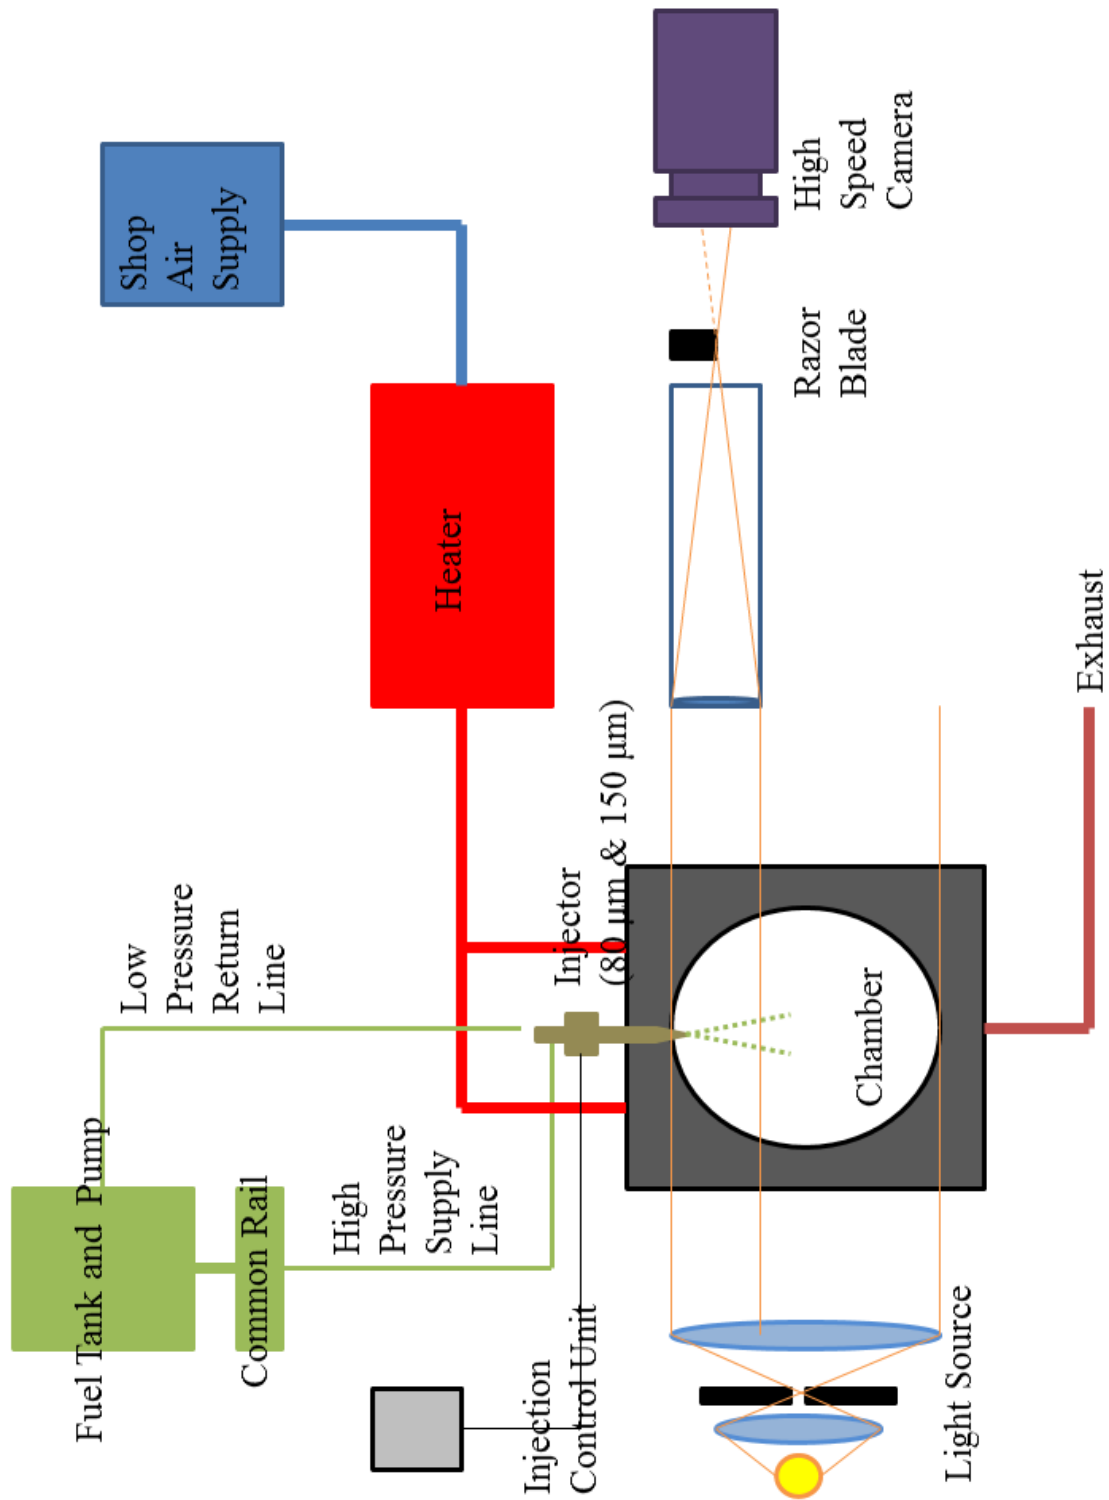 Fuel Tank and Pump
Common Rail
Low
Pressure
Return
Line
Shop
Air
Supply
High
Pressure
Supply
Line
Heater
Injection
Control Unit
Injector
(80 µm & 150 µm)
Chamber
Light Source
Razor
Blade
High
Speed
Camera
Exhaust